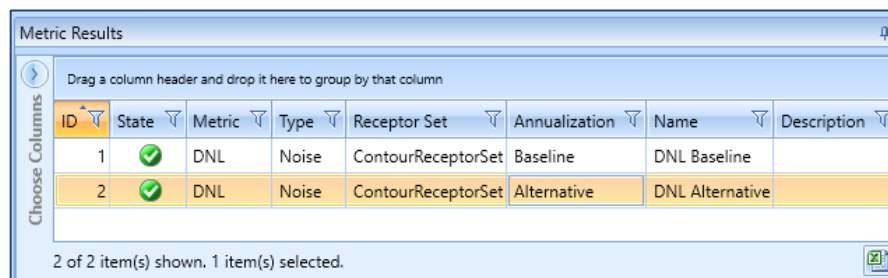 Metric Results
Drag a column header and drop it here to group by that column
Choose Columns
ID State Metric Type Receptor Set Annualization Name Description
1 DNL Noise ContourReceptorSet Baseline DNL Baseline
2 DNL Noise ContourReceptorSet Alternative DNL Alternative
2 of 2 item(s) shown. 1 item(s) selected.